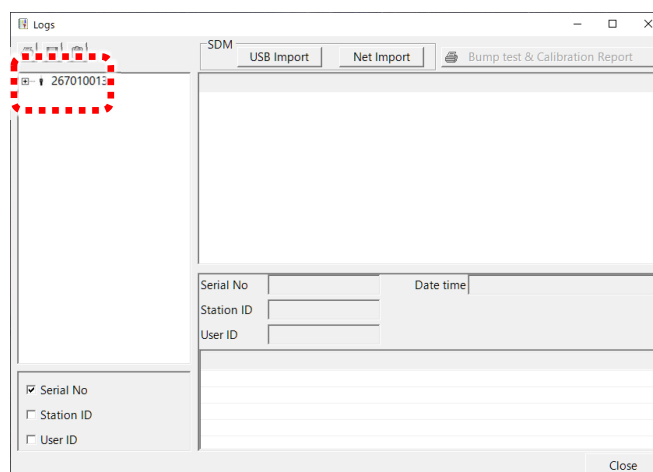 Logs
SDM
USB Import
Net Import
Bump test & Calibration Report
267010013
Serial No
Date time
Station ID
User ID
Serial No
Station ID
User ID
Close